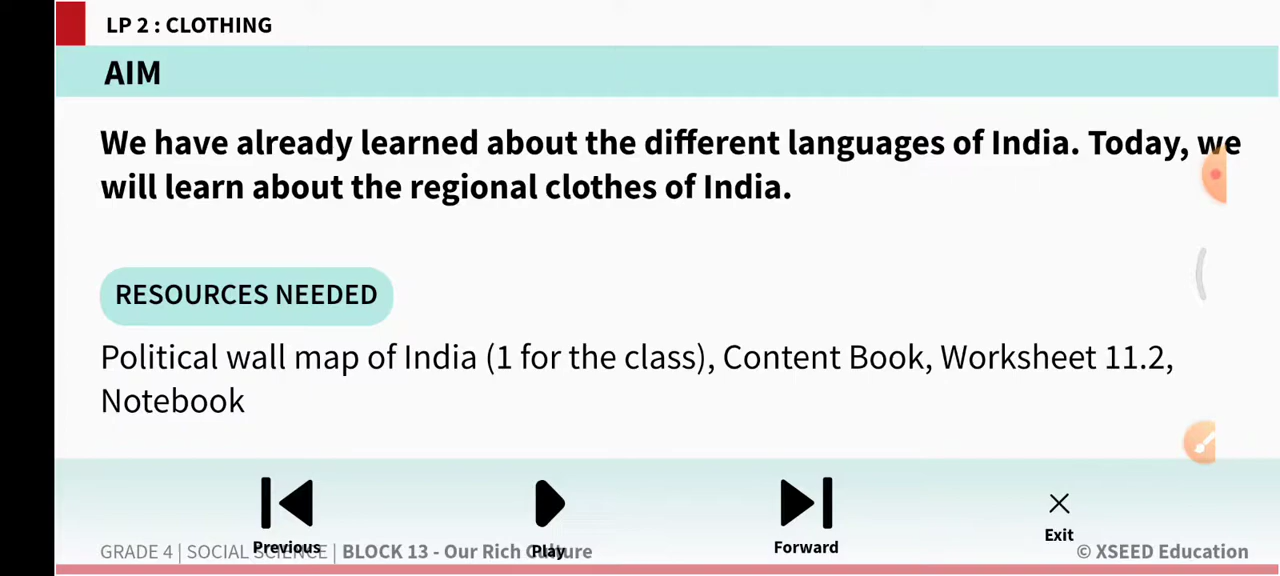 LP 2 : CLOTHING
AIM
We have already learned about the different languages of India. Today, we
will learn about the regional clothes of India.
RESOURCES NEEDED
Political wall map of India (1 for the class), Content Book, Worksheet 11.2,
Notebook
Previous
Play
Forward
Exit
GRADE 4 | SOCIAL SCIENCE | BLOCK 13 - Our Rich Culture
© XSEED Education